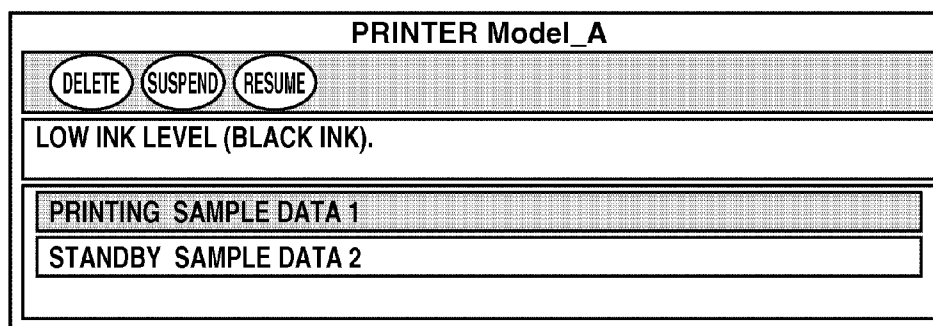 PRINTER Model_A
DELETE SUSPEND RESUME
LOW INK LEVEL (BLACK INK).
PRINTING SAMPLE DATA 1
STANDBY SAMPLE DATA 2